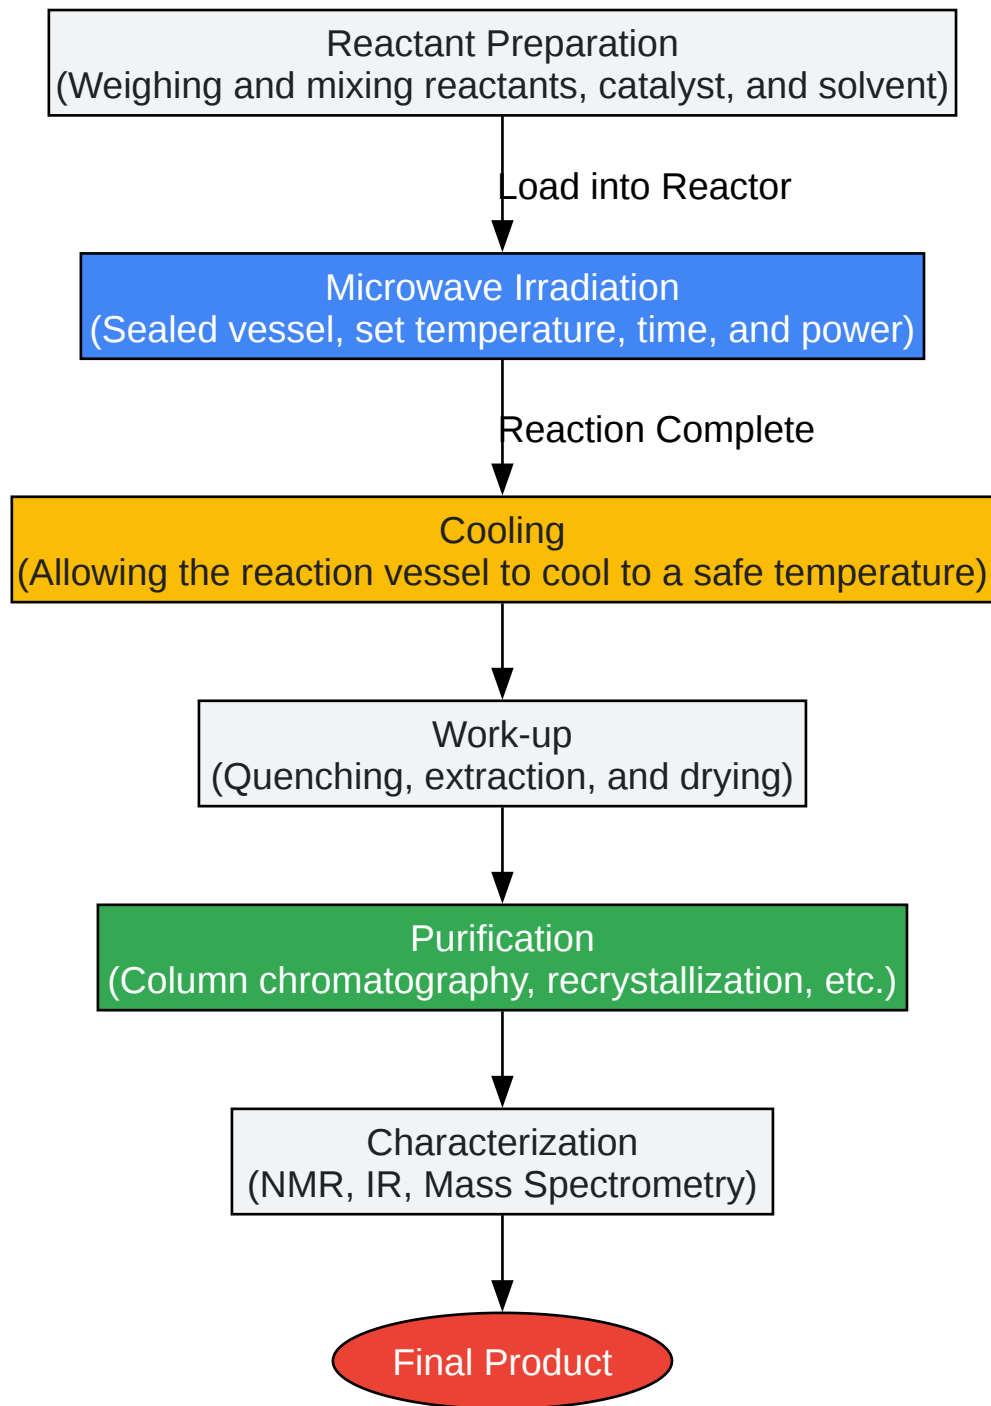 Reactant Preparation
(Weighing and mixing reactants, catalyst, and solvent)
Load into Reactor
Microwave Irradiation
(Sealed vessel, set temperature, time, and power)
Reaction Complete
Cooling
(Allowing the reaction vessel to cool to a safe temperature)
Work-up
(Quenching, extraction, and drying)
Purification
(Column chromatography, recrystallization, etc.)
Characterization
(NMR, IR, Mass Spectrometry)
Final Product